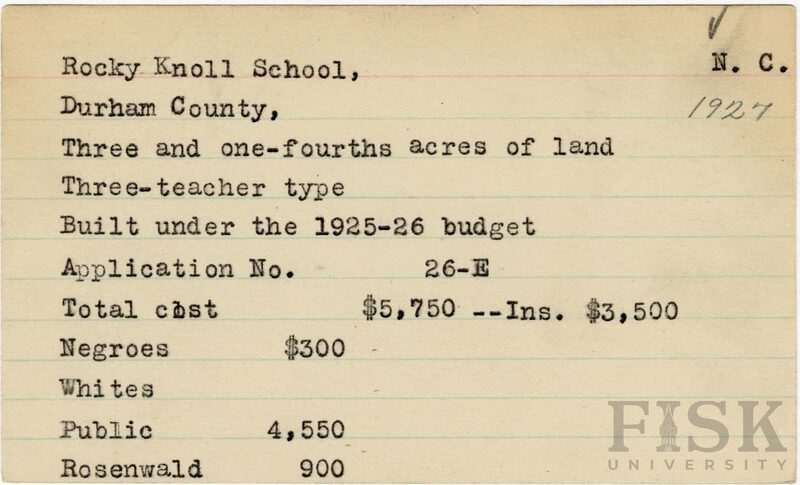 Rocky Knoll School, N. C.
Durham County, 1927
Three and one-fourths acres of land
Three-teacher type
Built under the 1925-26 budget
Application No. 26-E
Total cost $5,750 --Ins. $3,500
Negroes $300
Whites
Public 4,550
Rosenwald 900
FISK
UNIVERSITY